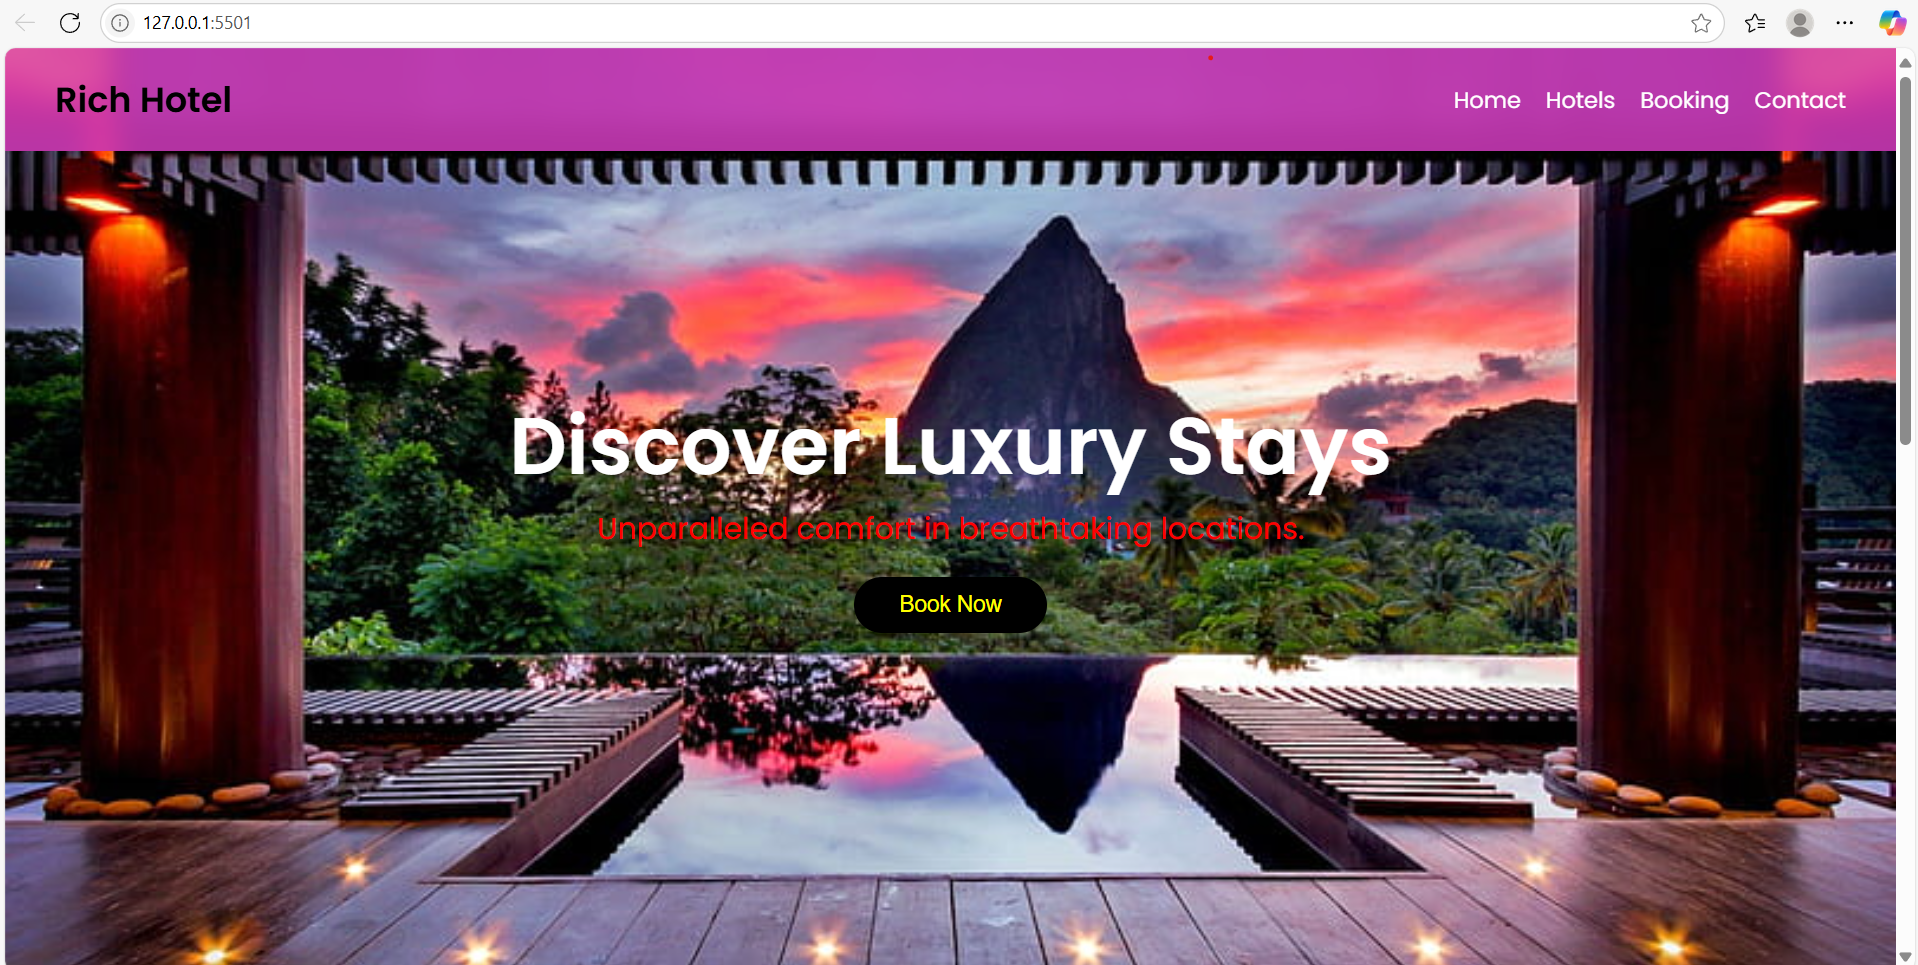 127.0.0.1:5501
Rich Hotel
Home Hotels Booking Contact
Discover Luxury Stays
Unparalleled comfort in breathtaking locations.
Book Now